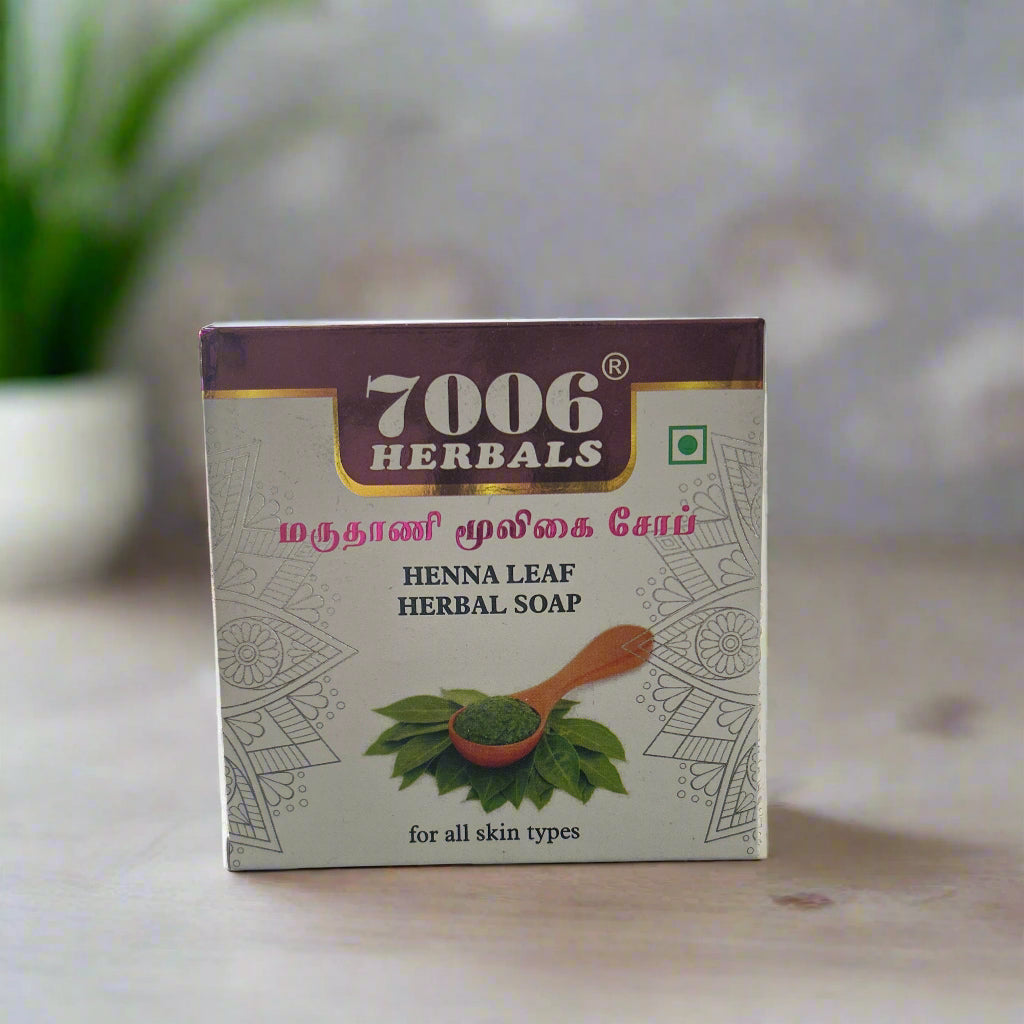 7006®
HERBALS
மருதாணி மூலிகை சோப்
HENNA LEAF
HERBAL SOAP
for all skin types